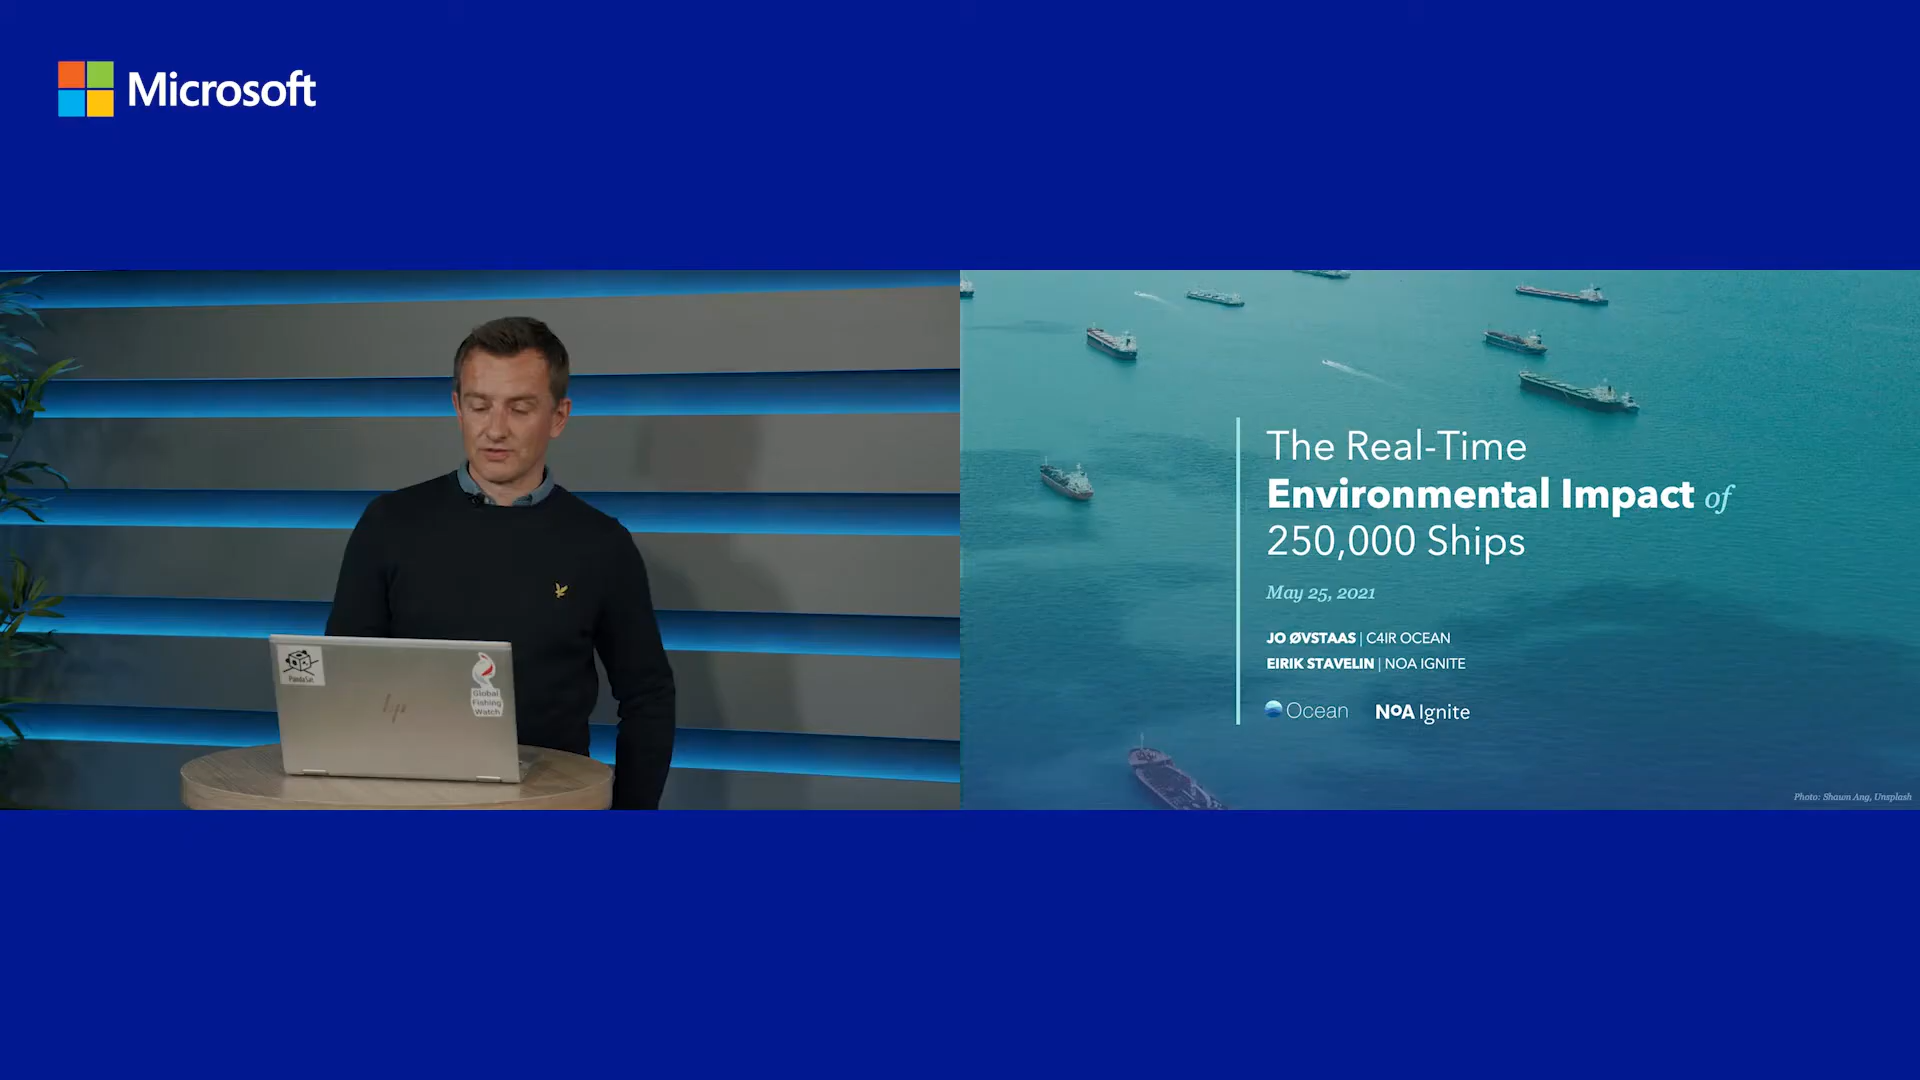 Microsoft
The Real-Time
Environmental Impact of
250,000 Ships
May 25, 2021
JO ØVSTAAS | C4IR OCEAN
EIRIK STAVELIN | NOA IGNITE
Ocean NOA Ignite
Photo: Shawn Ang, Unsplash
PandaSat
hp
Global
Fishing
Watch